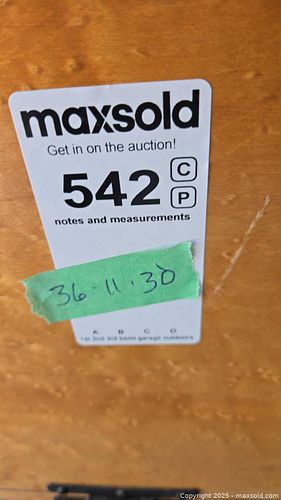 maxsold
Get in on the auction!
542 C
P
notes and measurements
36·11·30
A B C D
1st 2nd 3rd bsmt garage outdoors
Copyright 2025 - maxsold.com